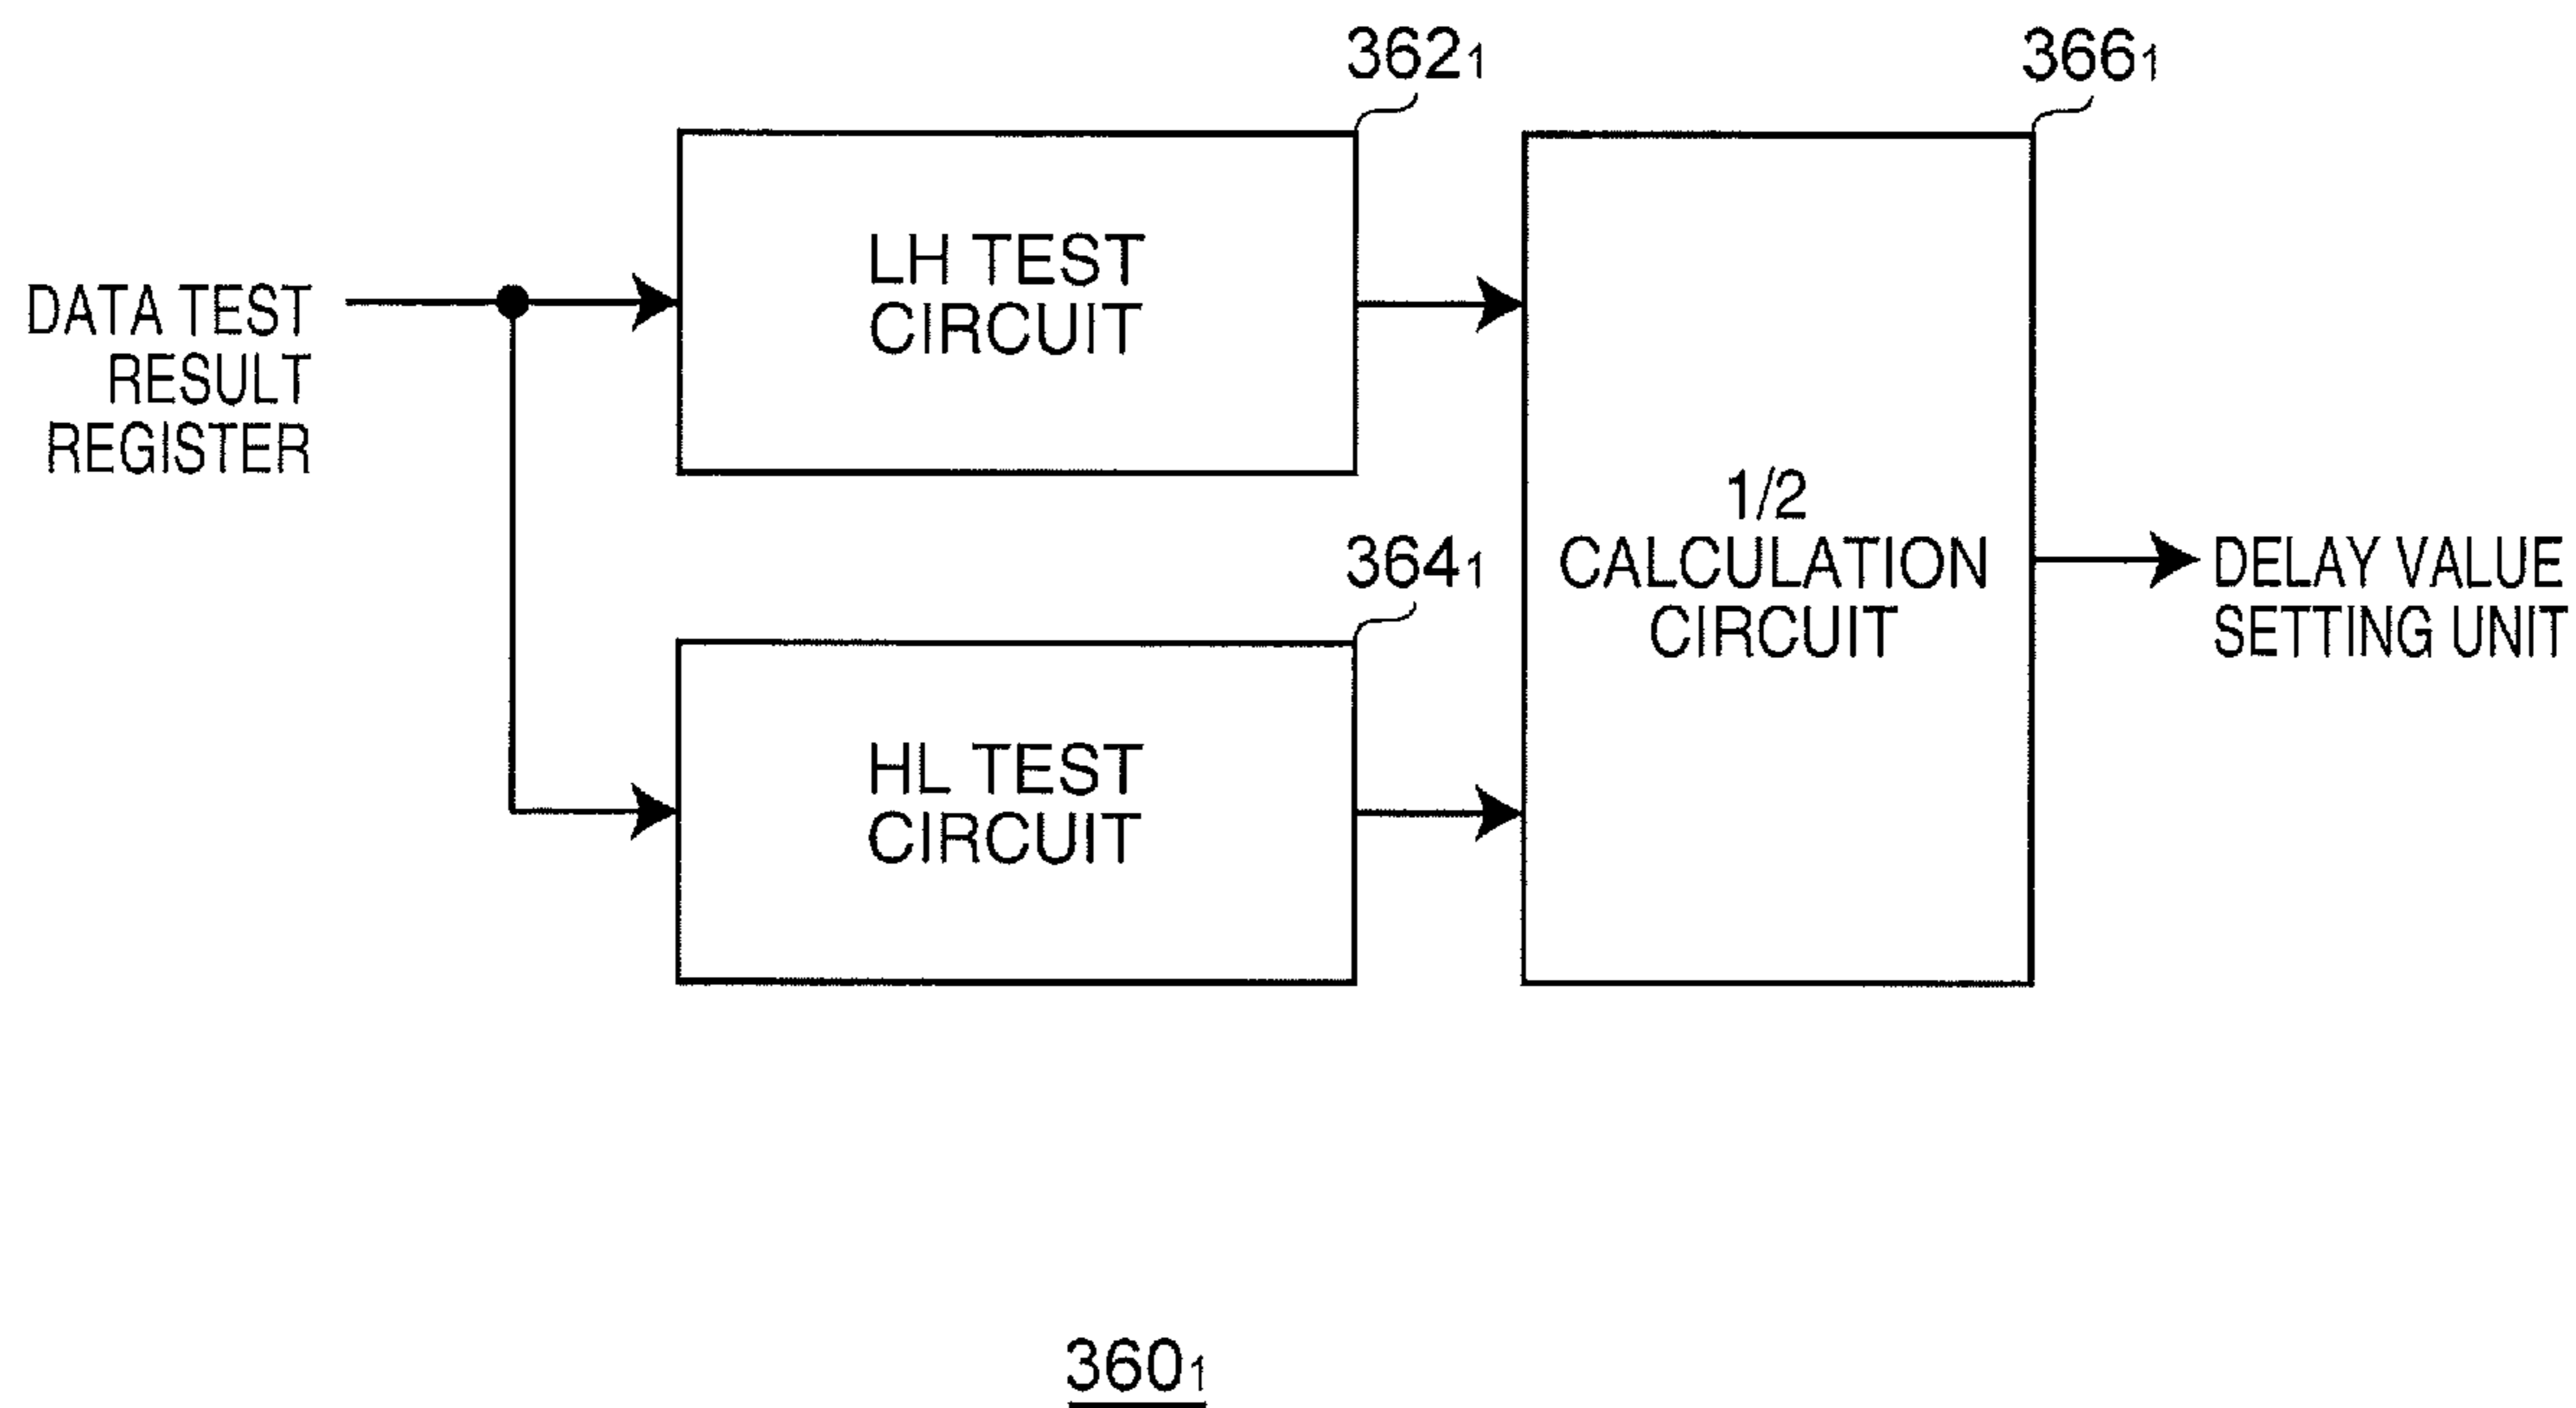 362₁
366₁
LH TEST
CIRCUIT
DATA TEST
RESULT
REGISTER
1/2
CALCULATION
CIRCUIT
364₁
DELAY VALUE
SETTING UNIT
HL TEST
CIRCUIT
360₁